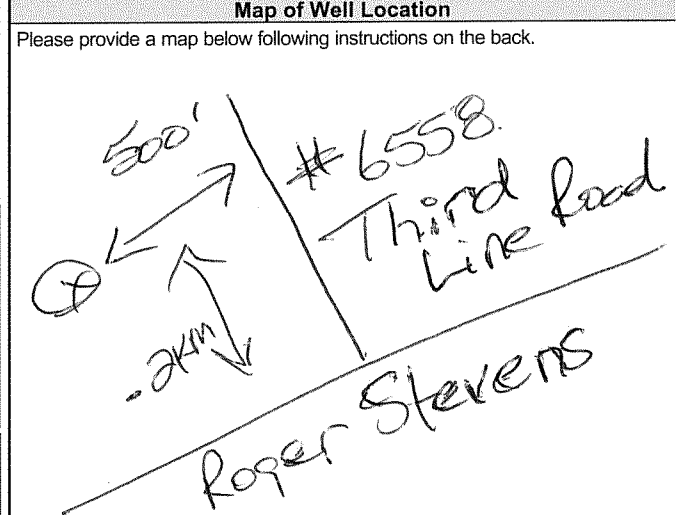 Map of Well Location
Please provide a map below following instructions on the back.
500'
#6558.
Third
Line Road
.2km
Roger Stevens